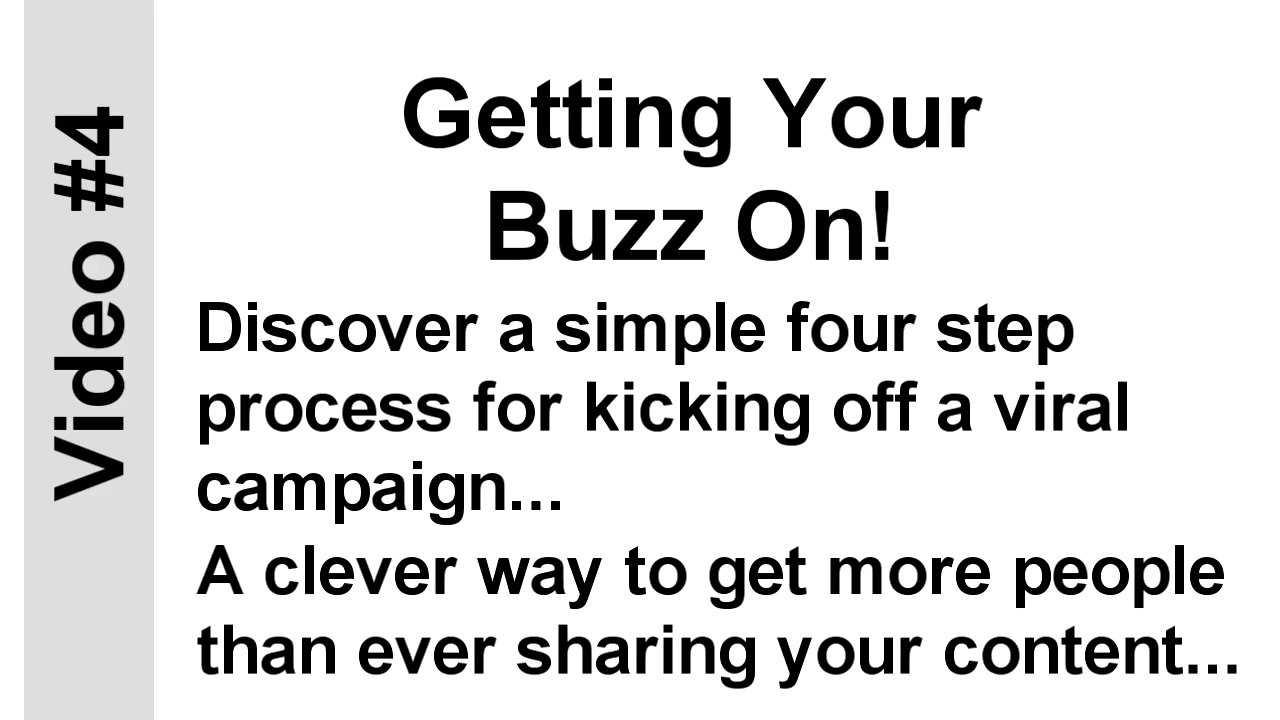 Video #4
Getting Your
Buzz On!
Discover a simple four step
process for kicking off a viral
campaign...
A clever way to get more people
than ever sharing your content...